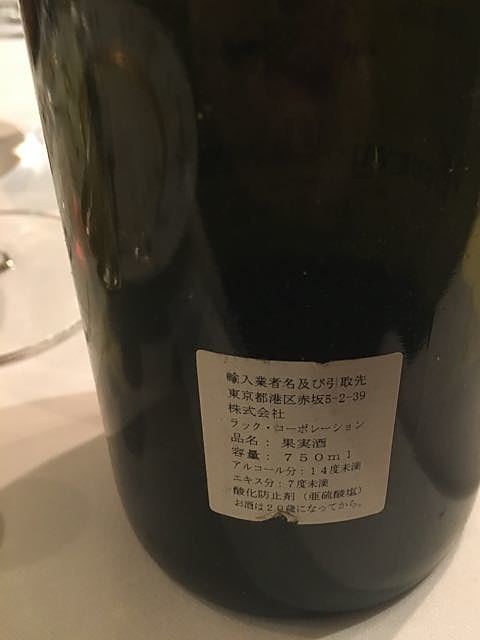 輸入業者名及び引取先
東京都港区赤坂5-2-39
株式会社
ラック・コーポレーション
品名：果実酒
容量：７５０ｍｌ
アルコール分：１４度未満
エキス分：７度未満
酸化防止剤（亜硫酸塩）
お酒は２０歳になってから。